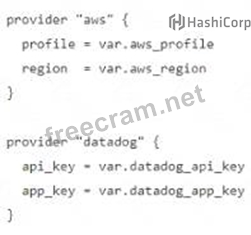 HashiCorp
provider "aws" {
profile = var.aws_profile
region = var.aws_region
}
freecram.net
provider "datadog" {
api_key = var.datadog_api_key
app_key = var.datadog_app_key
}